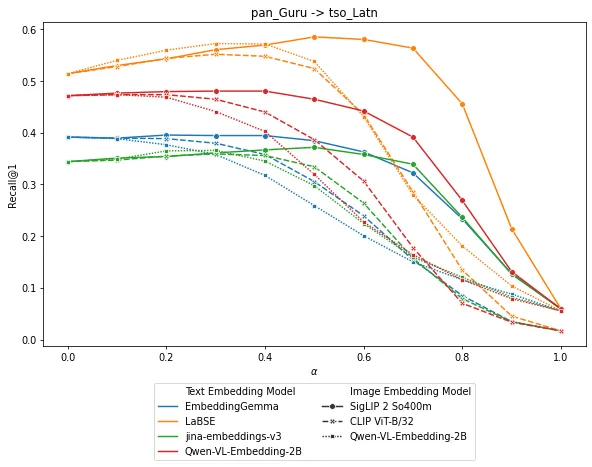 pan_Guru -> tso_Latn
Recall@1
0.6
0.5
0.4
0.3
0.2
0.1
0.0
0.0 0.2 0.4 0.6 0.8 1.0
α
Text Embedding Model
EmbeddingGemma
LaBSE
jina-embeddings-v3
Qwen-VL-Embedding-2B
Image Embedding Model
SigLIP 2 So400m
CLIP ViT-B/32
Qwen-VL-Embedding-2B